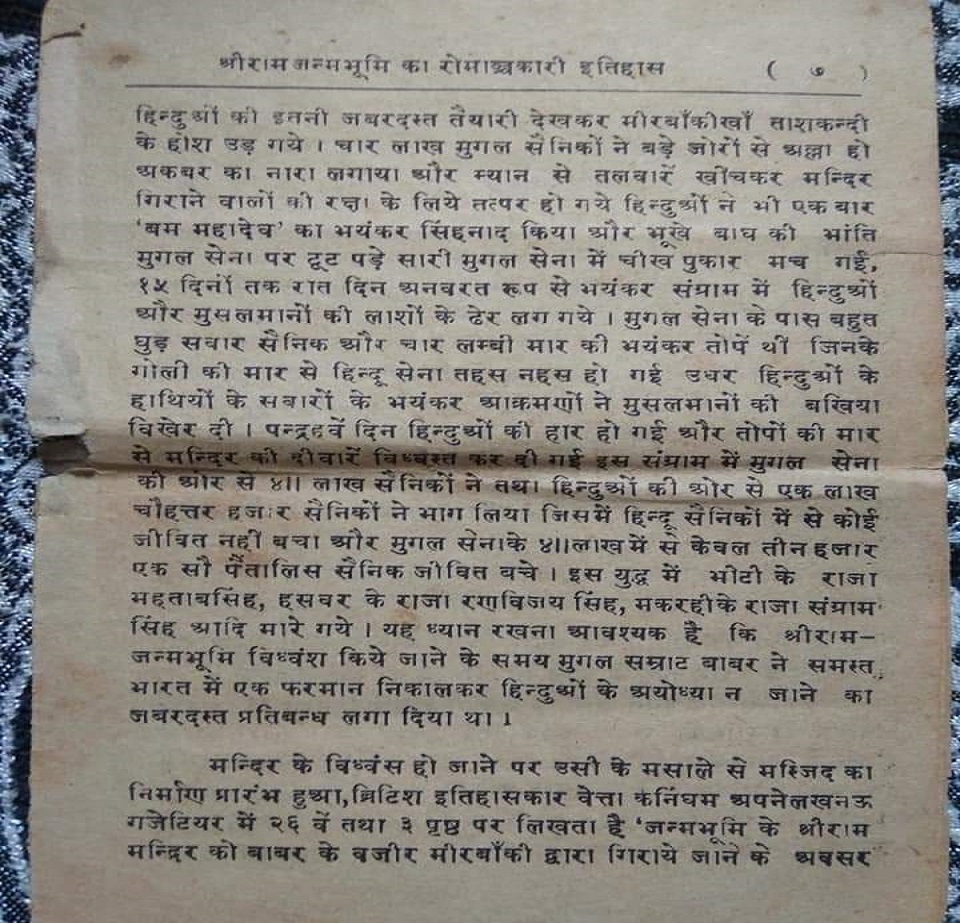 श्रीराम जन्मभूमि का रोमाञ्चकारी इतिहास ( ७ )
हिन्दुओं की इतनी जबरदस्त तैयारी देखकर मीरबाँकीखाँ ताशकन्दी
के होश उड़ गये । चार लाख मुगल सैनिकों ने बड़े जोरों से अल्ला हो
अकबर का नारा लगाया और म्यान से तलवारें खींचकर मन्दिर
गिराने वालों की रक्षा के लिये तत्पर हो गये हिन्दुओं ने भी एक बार
‘बम महादेव’ का भयंकर सिंहनाद किया और भूखे बाघ की भांति
मुगल सेना पर टूट पड़े सारी मुगल सेना में चीख पुकार मच गई,
१५ दिनों तक रात दिन अनवरत रूप से भयंकर संग्राम में हिन्दुओं
और मुसलमानों की लाशों के ढेर लग गये । मुगल सेना के पास बहुत
घुड़ सवार सैनिक और चार लम्बी मार की भयंकर तोपें थीं जिनके
गोली की मार से हिन्दू सेना तहस नहस हो गई उधर हिन्दुओं के
हाथियों के सवारों के भयंकर आक्रमणों ने मुसलमानों की बखिया
विखेर दी । पन्द्रहवें दिन हिन्दुओं की हार हो गई और तोपों की मार
से मन्दिर की दीवारें विध्वस्त कर दी गई इस संग्राम में मुगल सेना
की ओर से ४॥ लाख सैनिकों ने तथा हिन्दुओं की ओर से एक लाख
चौहत्तर हजार सैनिकों ने भाग लिया जिसमें हिन्दू सैनिकों में से कोई
जीवित नहीं बचा और मुगल सेनाके ४॥लाख में से केवल तीन हजार
एक सौ पैंतालिस सैनिक जीवित बचे । इस युद्ध में भीटी के राजा
महताबसिंह, हसवर के राजा रणविजय सिंह, मकरहीके राजा संग्राम
सिंह आदि मारे गये । यह ध्यान रखना आवश्यक है कि श्रीराम–
जन्मभूमि विध्वंश किये जाने के समय मुगल सम्राट बाबर ने समस्त
भारत में एक फरमान निकालकर हिन्दुओं के अयोध्या न जाने का
जबरदस्त प्रतिबन्ध लगा दिया था ।
मन्दिर के विध्वंस हो जाने पर उसी के मसाले से मस्जिद का
निर्माण प्रारंभ हुआ, ब्रिटिश इतिहासकार वेत्ता कनिंघम अपनेलखनऊ
गजेटियर में २६ वें तथा ३ पृष्ठ पर लिखता है ‘जन्मभूमि के श्रीराम
मन्दिर को बाबर के वजीर मीरबाँकी द्वारा गिराये जाने के अवसर